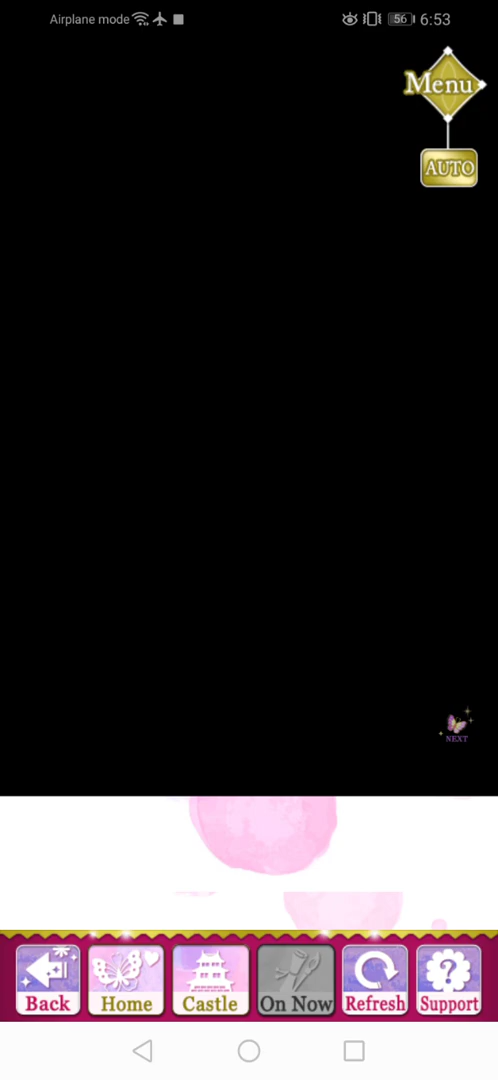 Airplane mode 56 6:53
Menu
AUTO
NEXT
Back Home Castle On Now Refresh Support